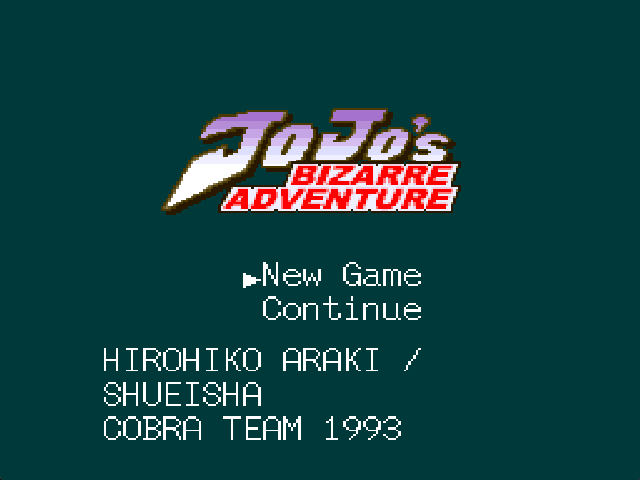 JoJo's
BIZARRE
ADVENTURE
►New Game
Continue
HIROHIKO ARAKI /
SHUEISHA
COBRA TEAM 1993